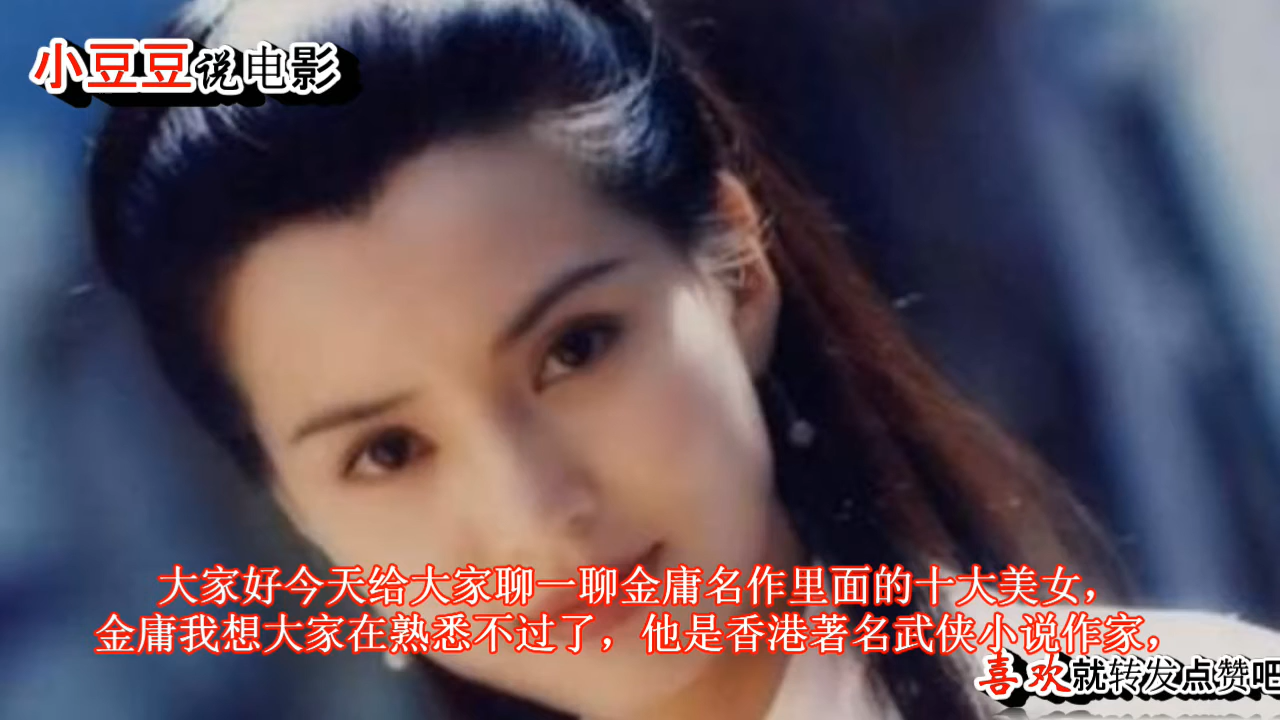 小豆豆说电影
大家好今天给大家聊一聊金庸名作里面的十大美女，
金庸我想大家在熟悉不过了，他是香港著名武侠小说作家，
喜欢就转发点赞吧